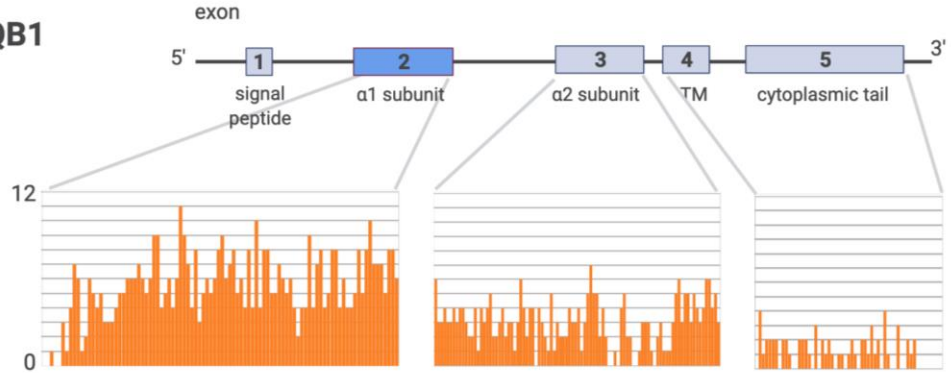 exon
QB1
5' 1 2 3 4 5 3'
signal peptide
α1 subunit
α2 subunit
TM
cytoplasmic tail
12
0